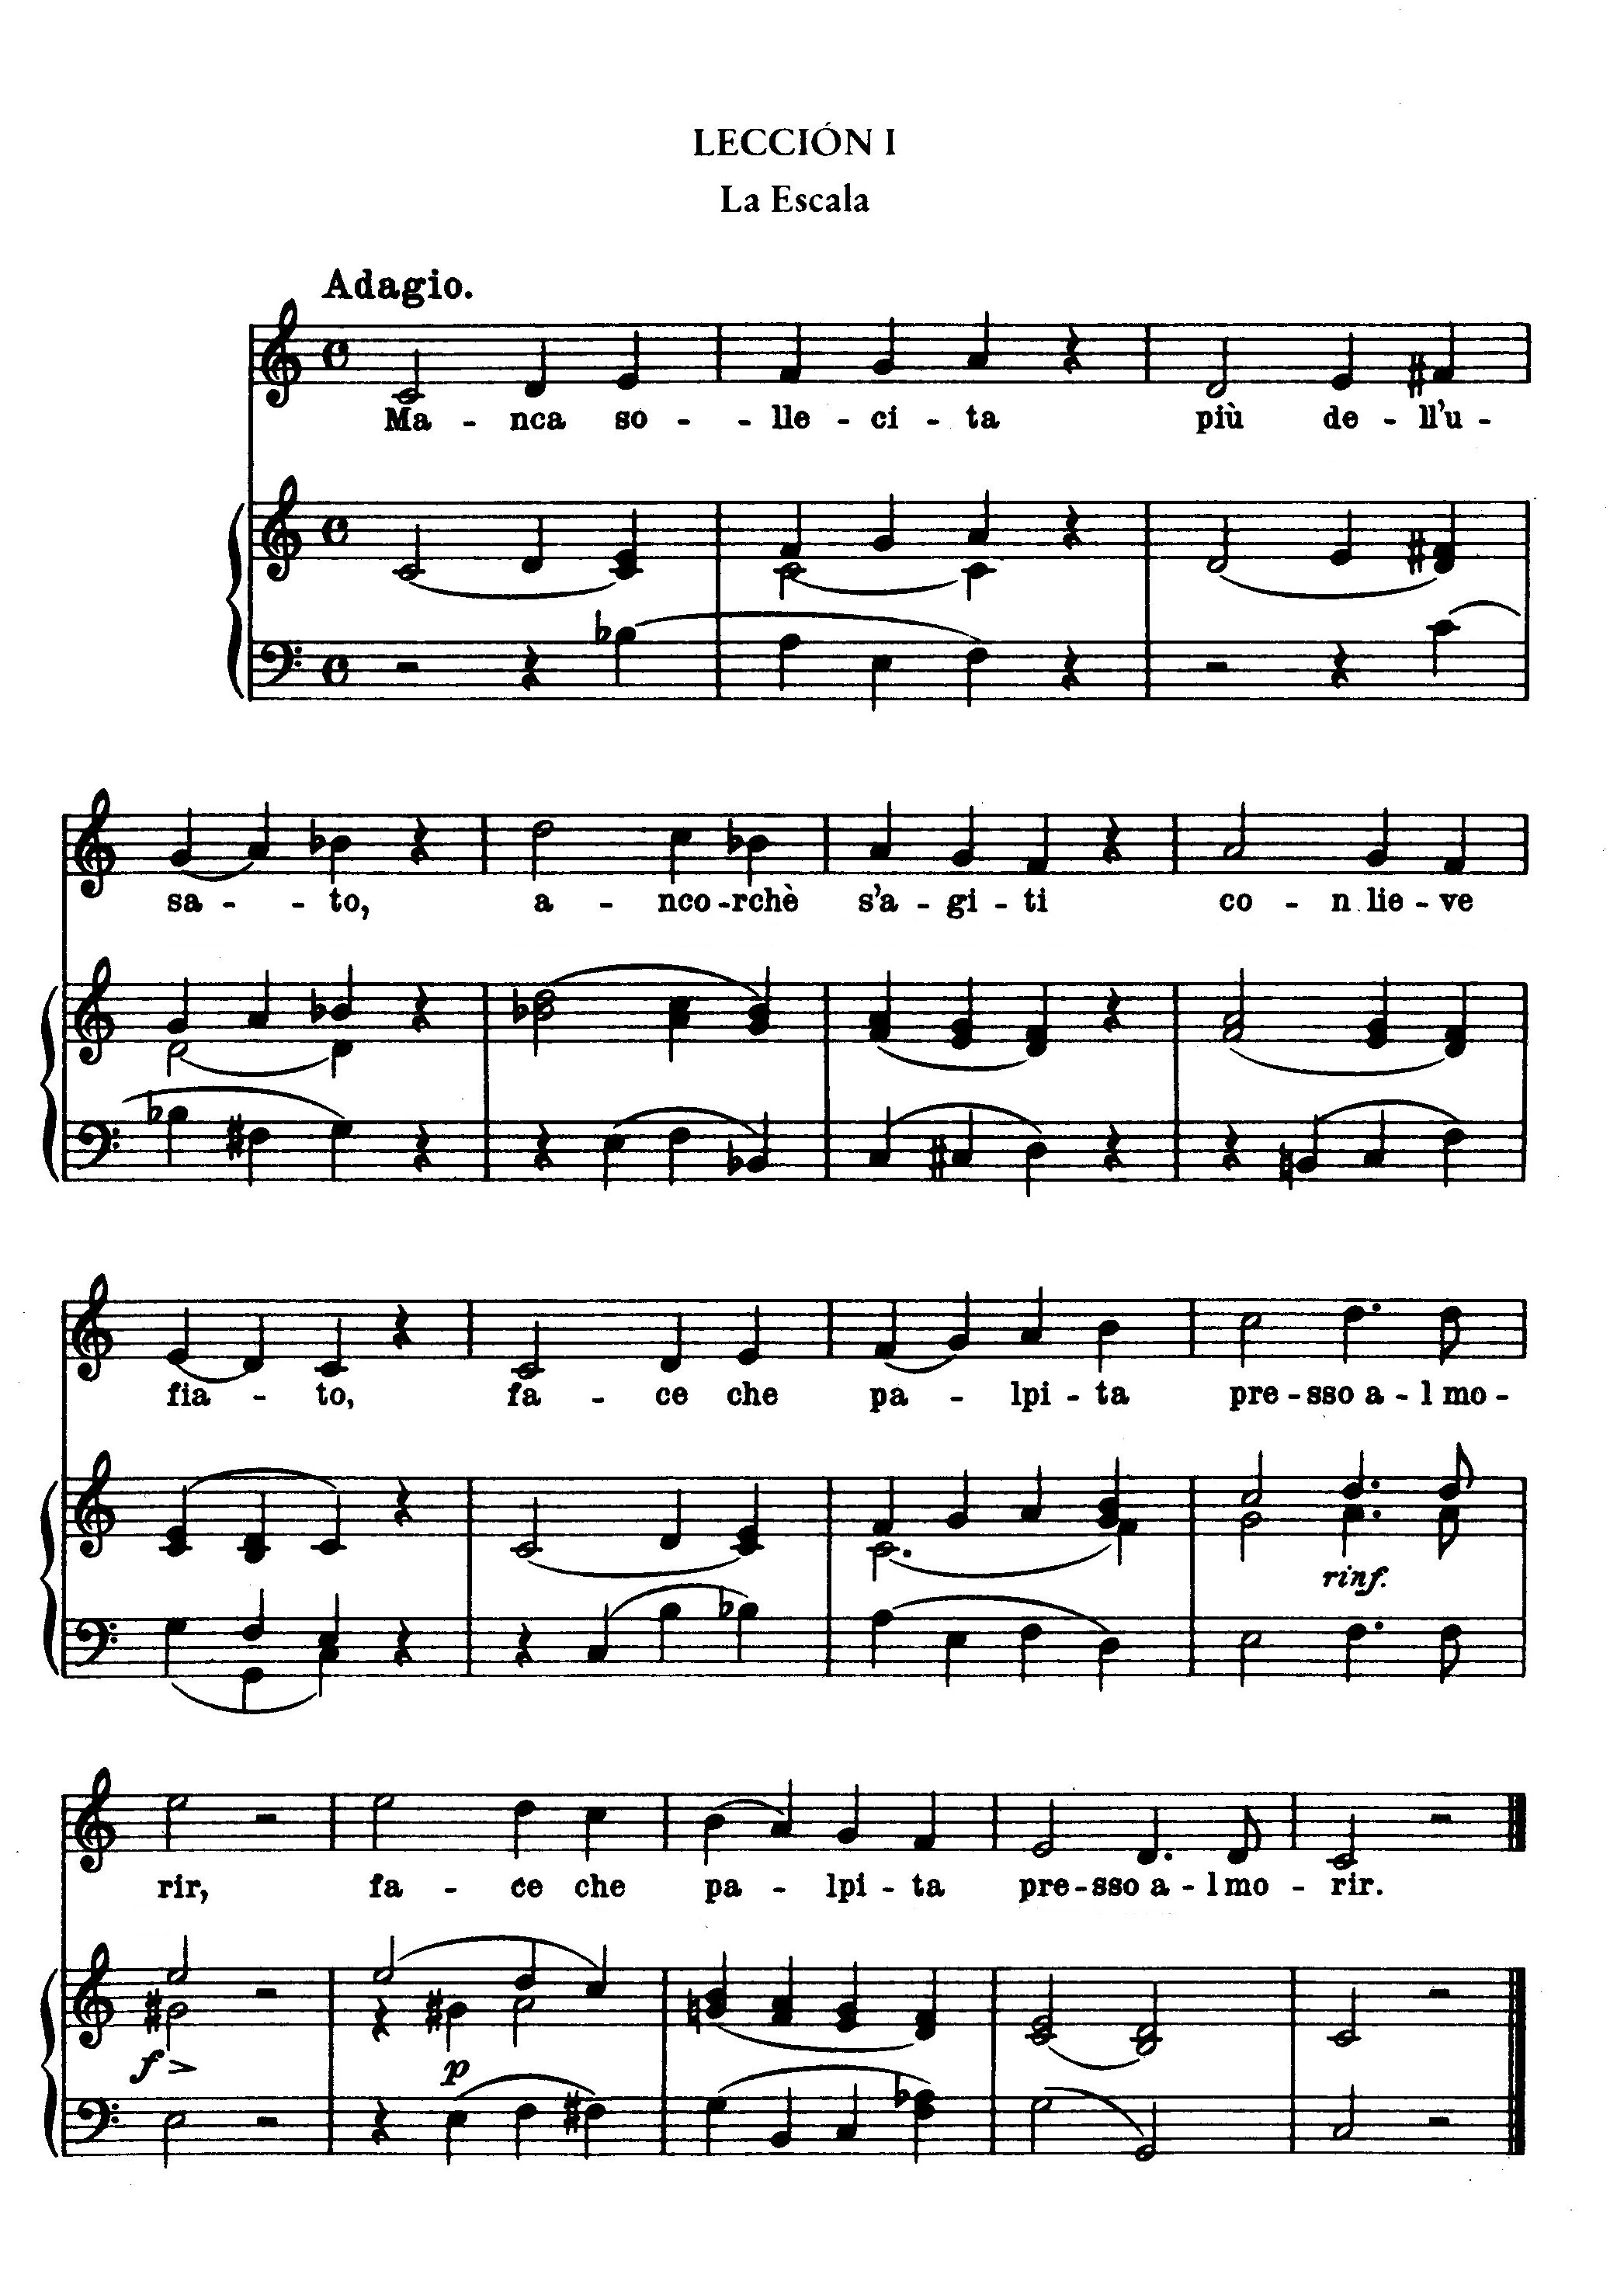 LECCIÓN I
La Escala
Adagio.
Ma - nca so - - lle - ci - ta più de - ll'u -
sa - - to, a - nco - rchè s'a - gi - ti co - n lie - ve
fia - to, fa - ce che pa - lpi - ta pre - sso a - l mo -
rinf.
rir, fa - ce che pa - lpi - ta pre - sso a - l mo - rir.
f > p